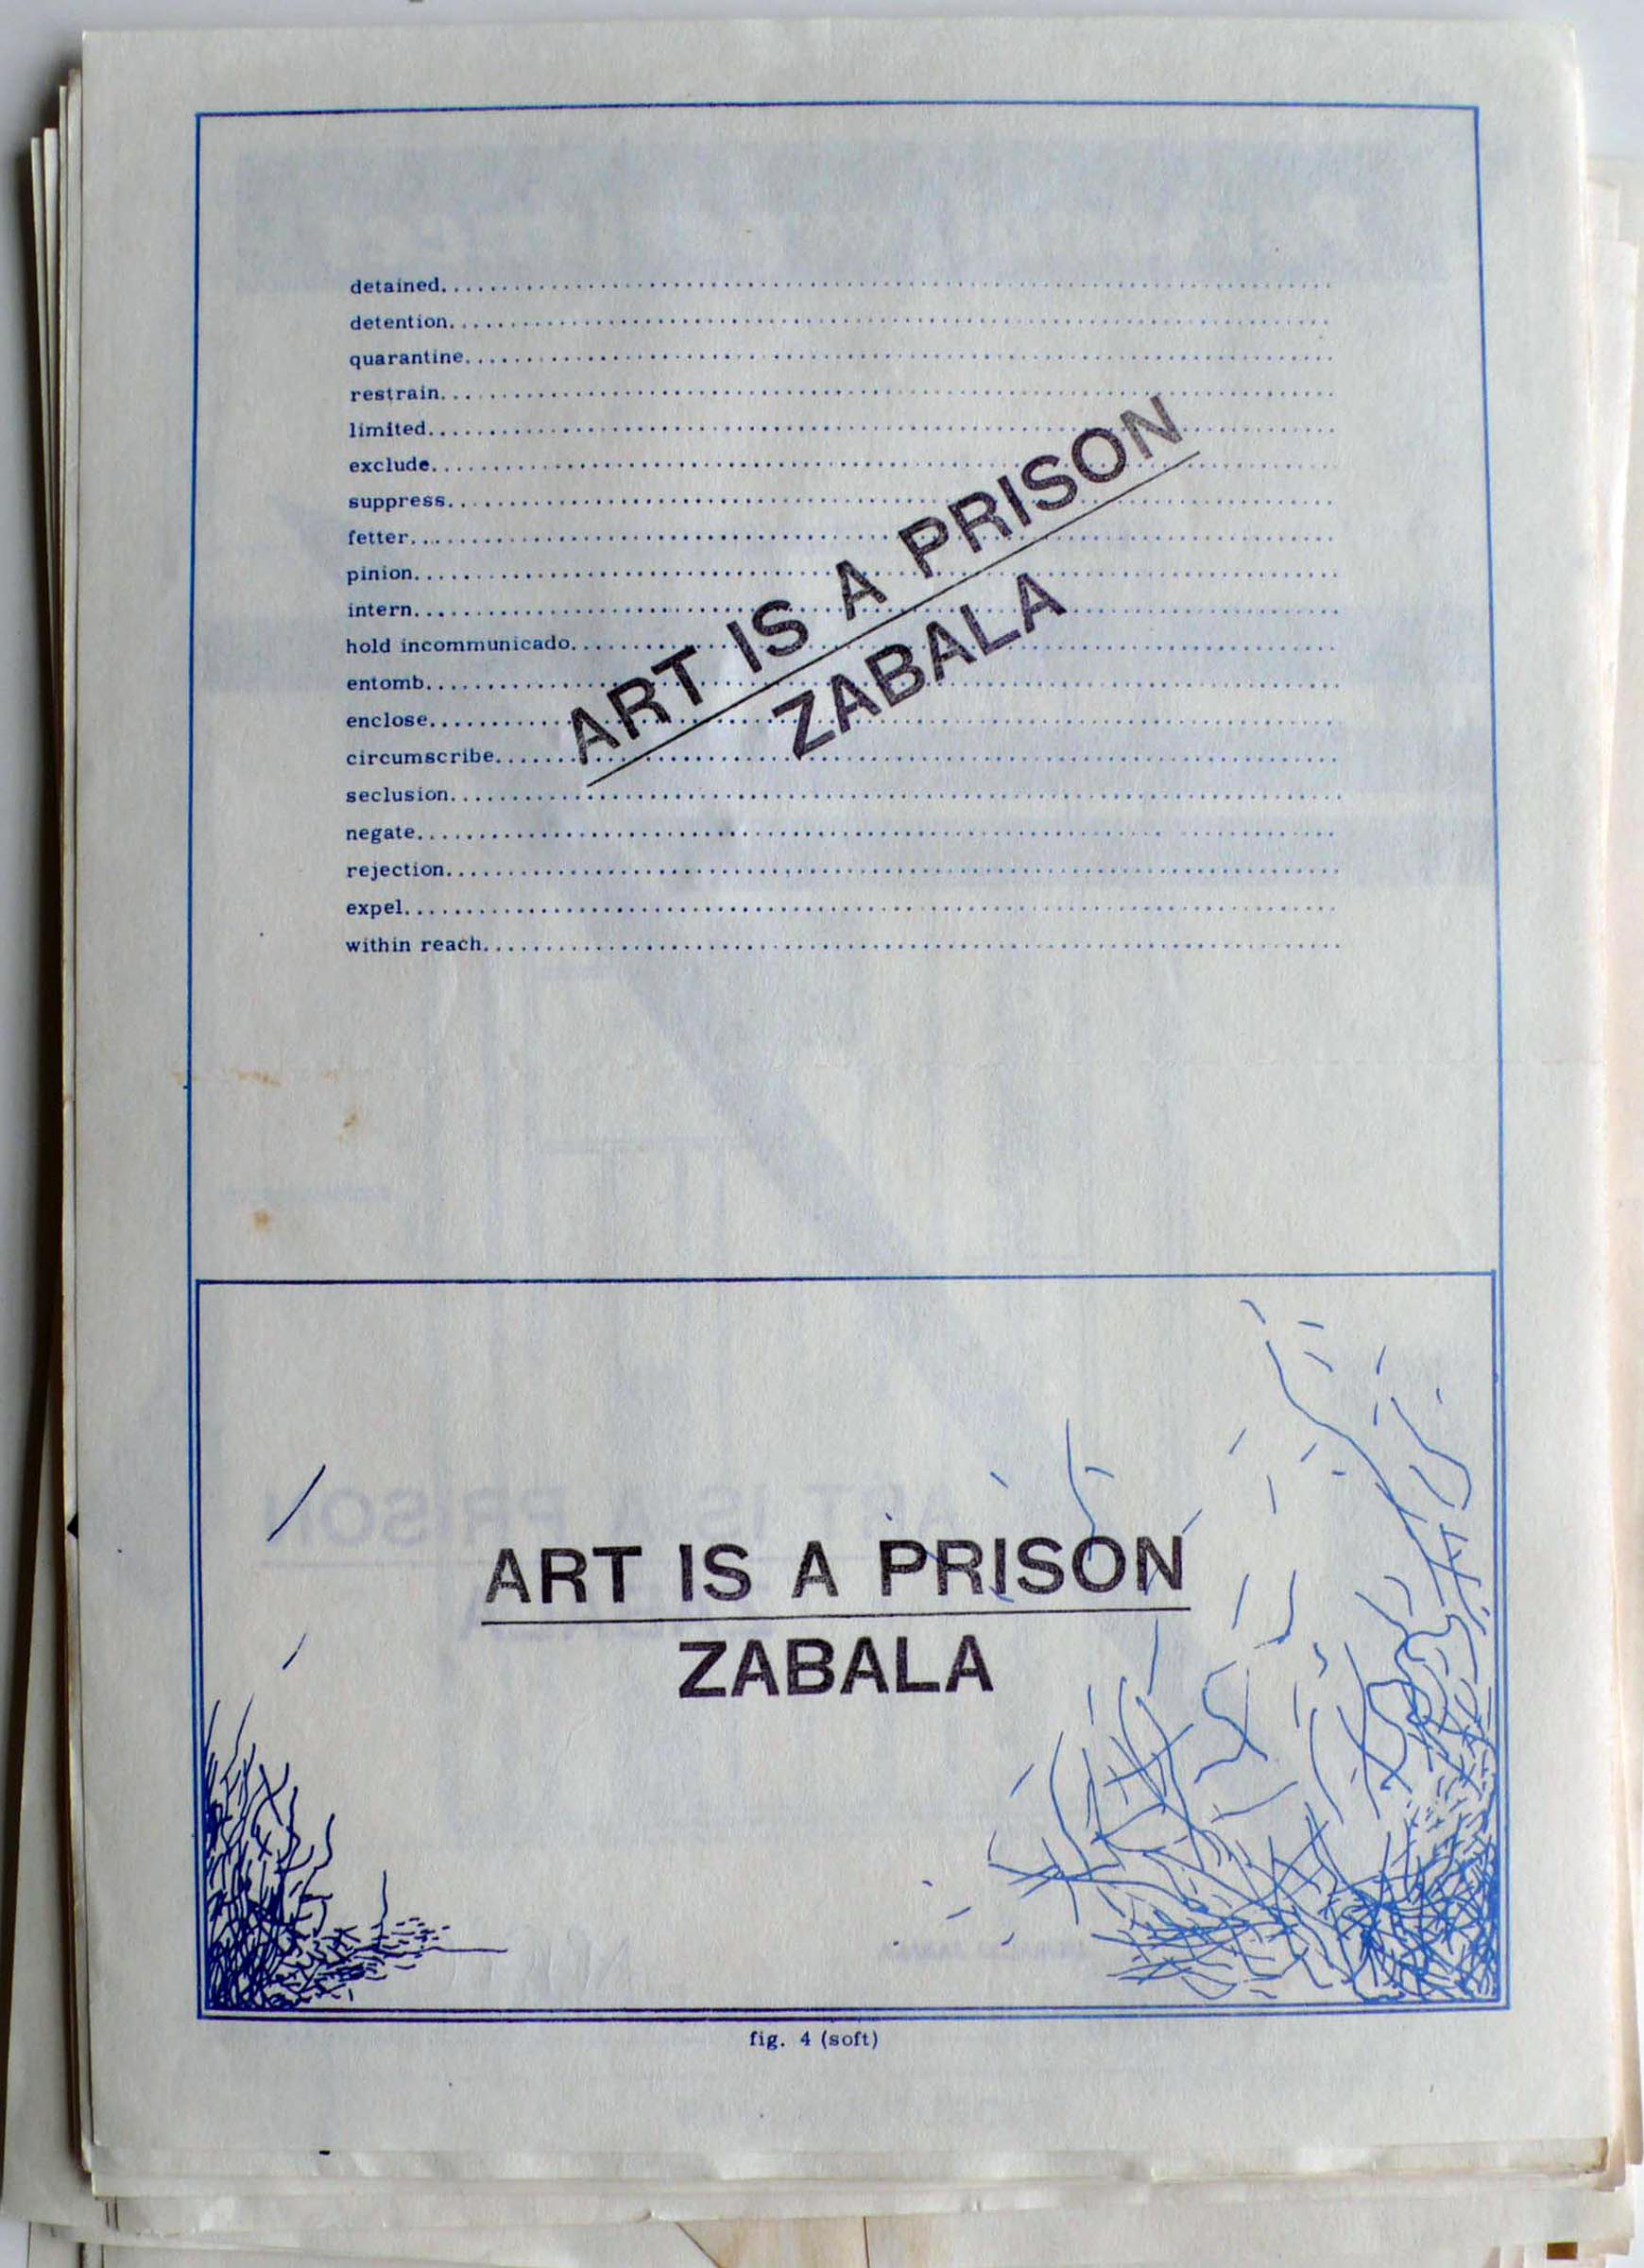 detained
detention
quarantine
restrain
limited
exclude
suppress
fetter
pinion
intern
hold incommunicado
entomb
enclose
circumscribe
seclusion
negate
rejection
expel
within reach
ART IS A PRISON
ZABALA
ART IS A PRISON
ZABALA
fig. 4 (soft)